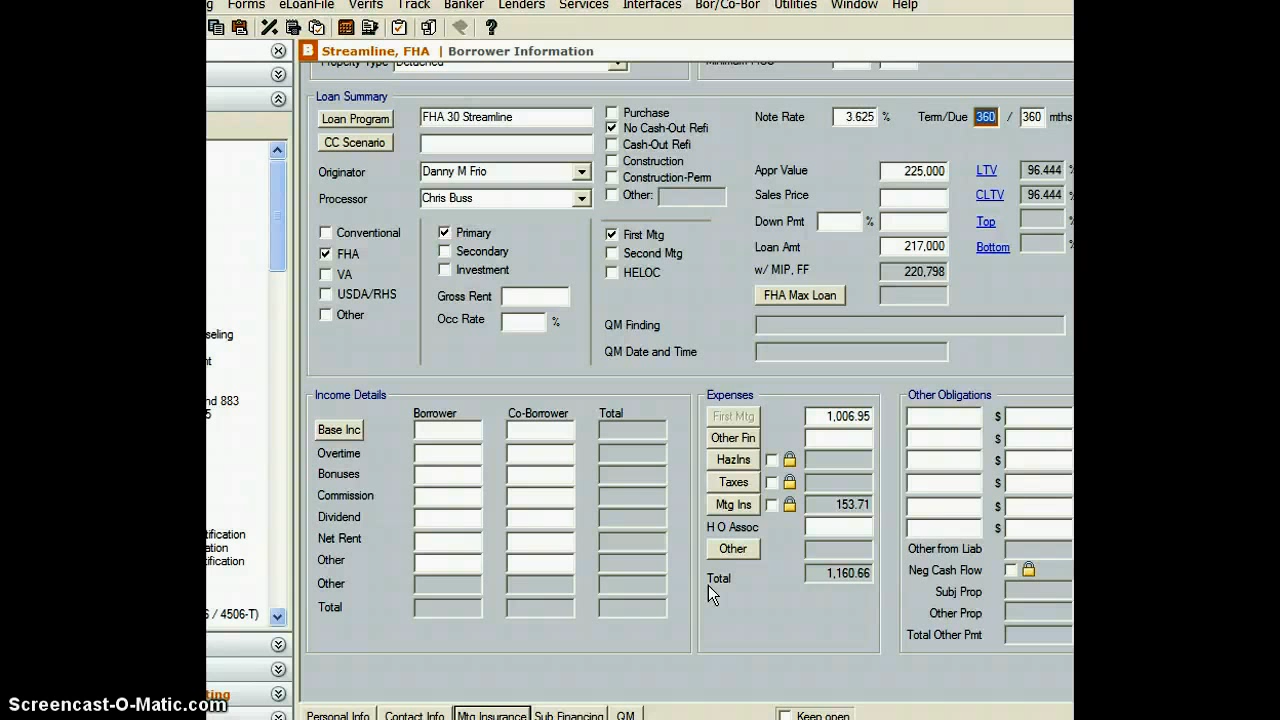 Forms eLoanFile Verifs Track Banker Lenders Services Interfaces Bor/Co-Bor Utilities Window Help
B Streamline, FHA | Borrower Information
Property Type Detached
Loan Summary
Loan Program FHA 30 Streamline
CC Scenario
Originator Danny M Frio
Processor Chris Buss
Conventional
FHA
VA
USDA/RHS
Other
Primary
Secondary
Investment
Gross Rent
Occ Rate %
Purchase
No Cash-Out Refi
Cash-Out Refi
Construction
Construction-Perm
Other:
First Mtg
Second Mtg
HELOC
Note Rate 3.625 % Term/Due 360 / 360 mths
Appr Value 225,000 LTV 96.444 %
Sales Price CLTV 96.444 %
Down Pmt % Top
Loan Amt 217,000 Bottom
w/ MIP, FF 220,798
FHA Max Loan
QM Finding
QM Date and Time
seling
nt
and 883
5
tification
ation
tification
6 / 4506-T)
ting
Income Details
Borrower Co-Borrower Total
Base Inc
Overtime
Bonuses
Commission
Dividend
Net Rent
Other
Other
Total
Expenses
First Mtg 1,006.95
Other Fin
HazIns
Taxes
Mtg Ins 153.71
H O Assoc
Other
Total 1,160.66
Other Obligations
$
$
$
$
$
$
Other from Liab
Neg Cash Flow
Subj Prop
Other Prop
Total Other Pmt
Personal Info Contact Info Mtg Insurance Sub Financing QM Keep open
Screencast-O-Matic.com